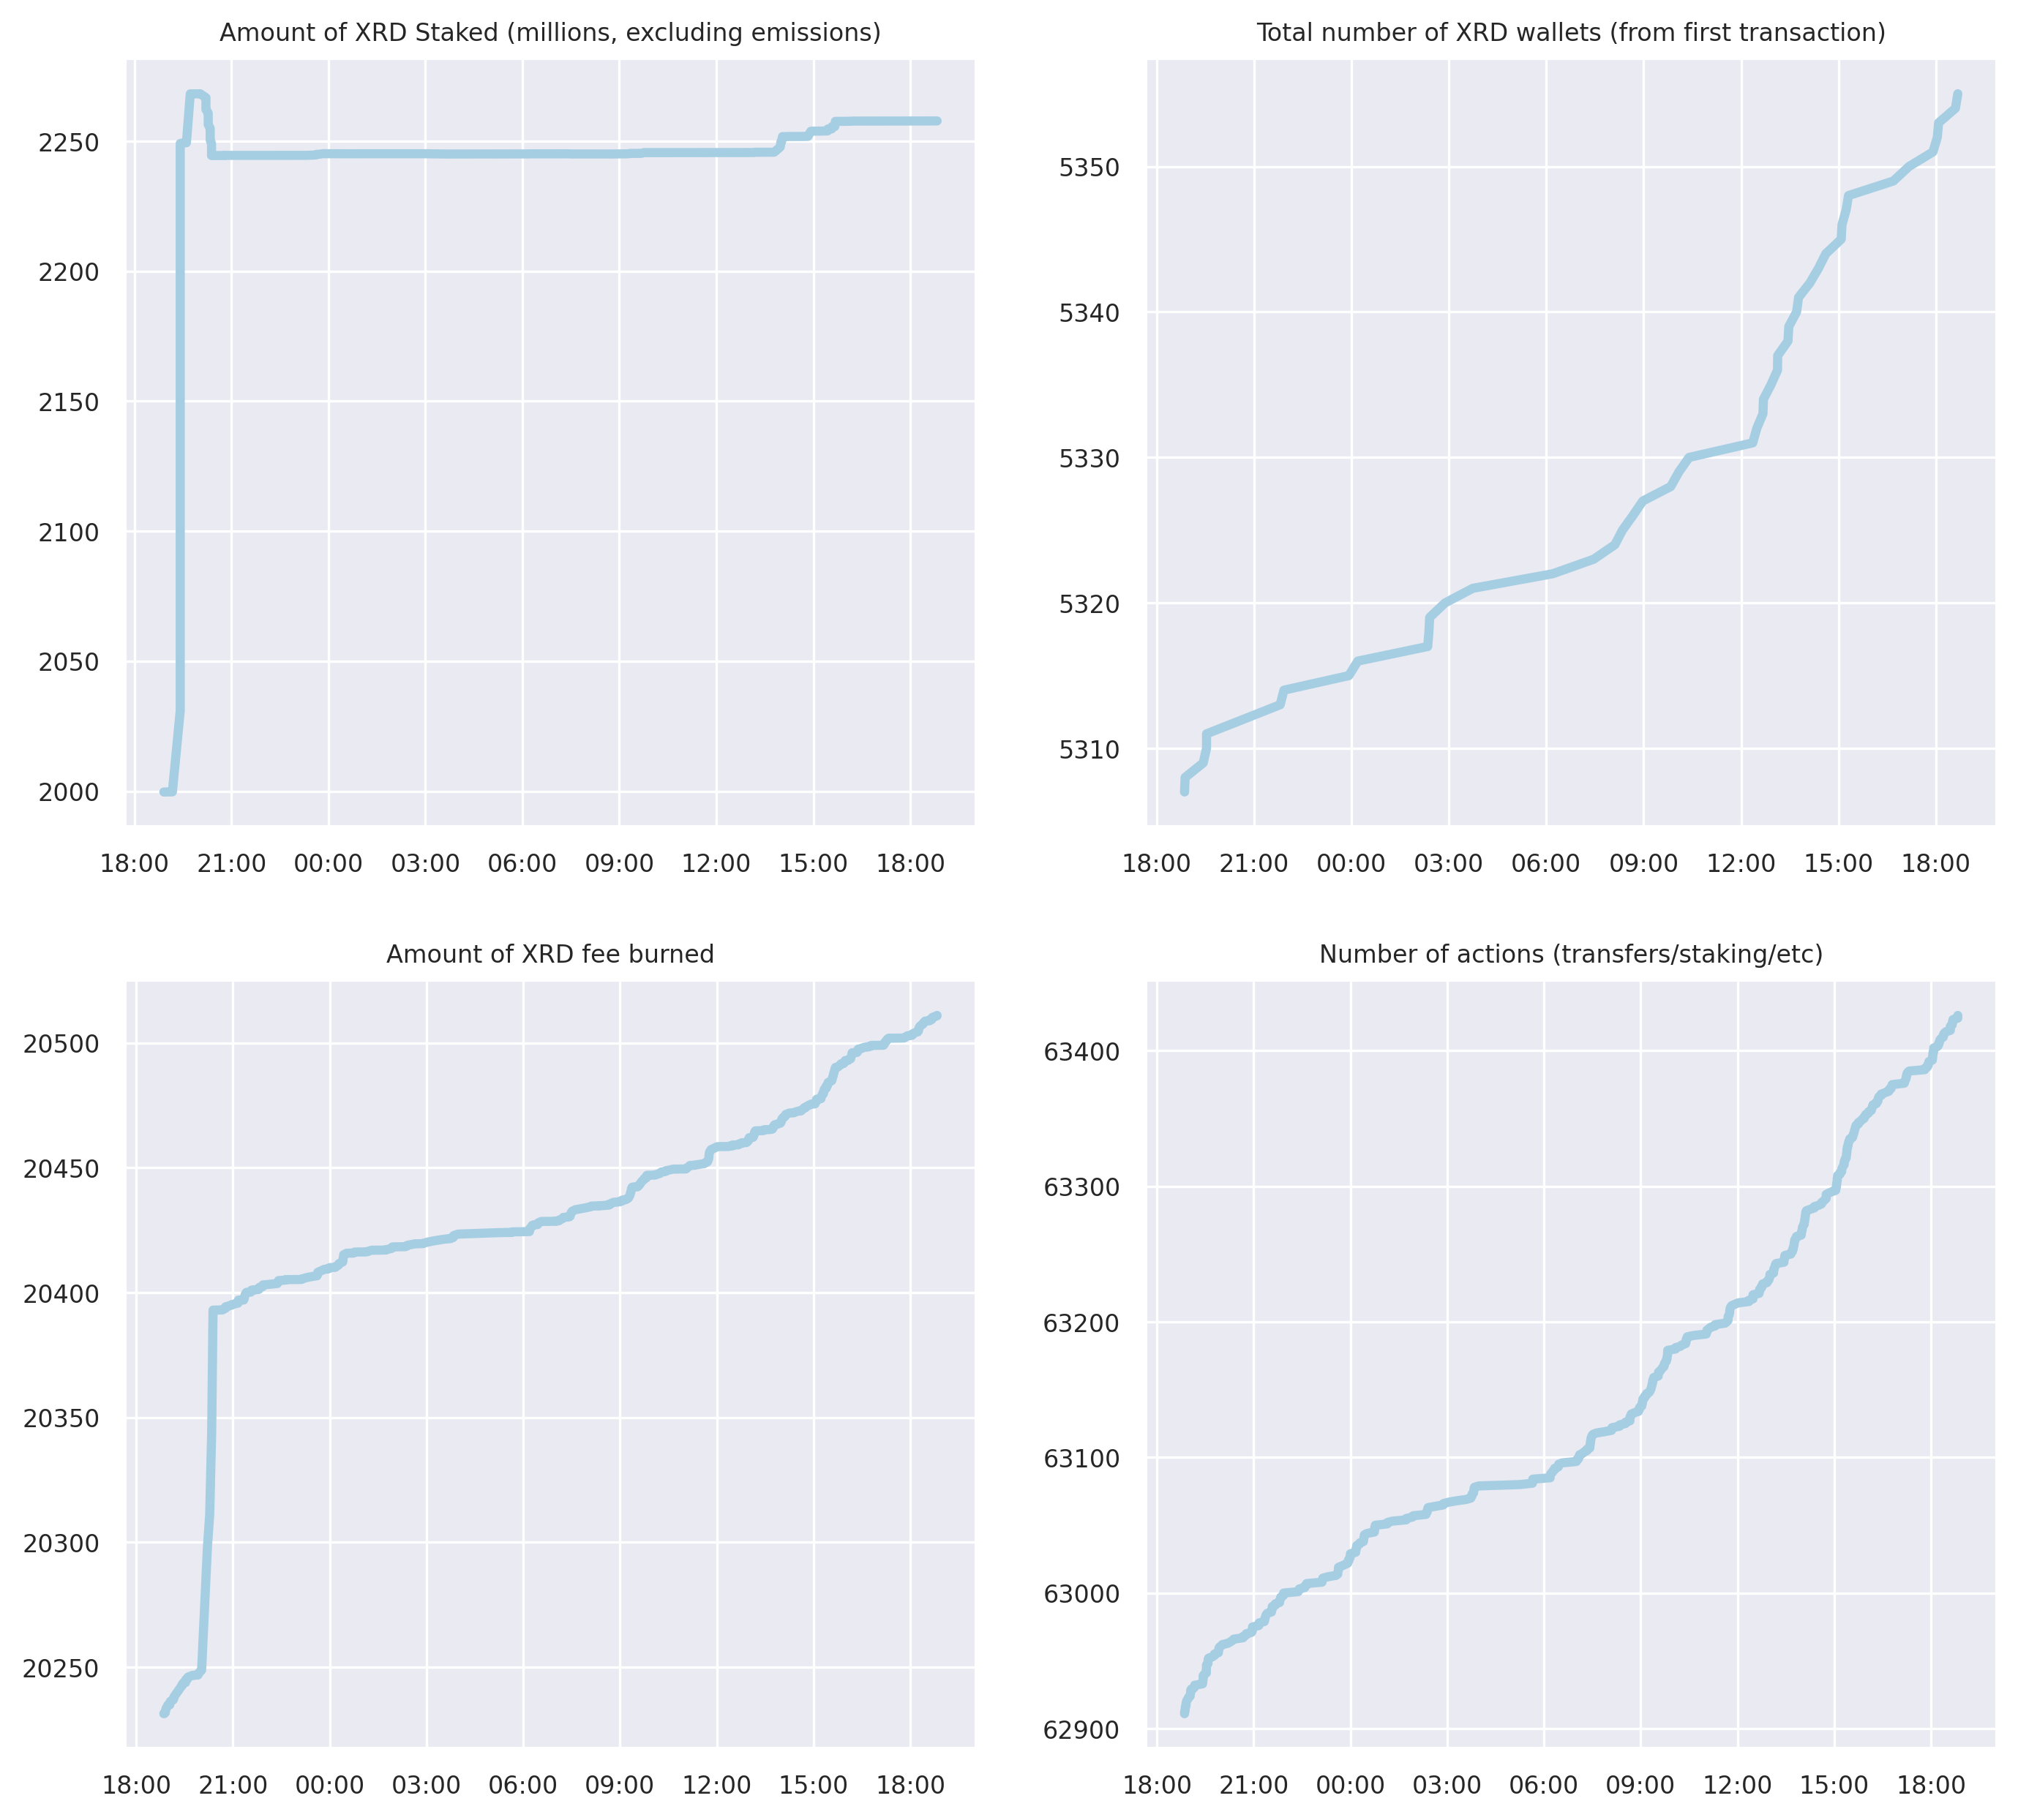 Amount of XRD Staked (millions, excluding emissions)
2250
2200
2150
2100
2050
2000
18:00 21:00 00:00 03:00 06:00 09:00 12:00 15:00 18:00
Total number of XRD wallets (from first transaction)
5350
5340
5330
5320
5310
18:00 21:00 00:00 03:00 06:00 09:00 12:00 15:00 18:00
Amount of XRD fee burned
20500
20450
20400
20350
20300
20250
18:00 21:00 00:00 03:00 06:00 09:00 12:00 15:00 18:00
Number of actions (transfers/staking/etc)
63400
63300
63200
63100
63000
62900
18:00 21:00 00:00 03:00 06:00 09:00 12:00 15:00 18:00